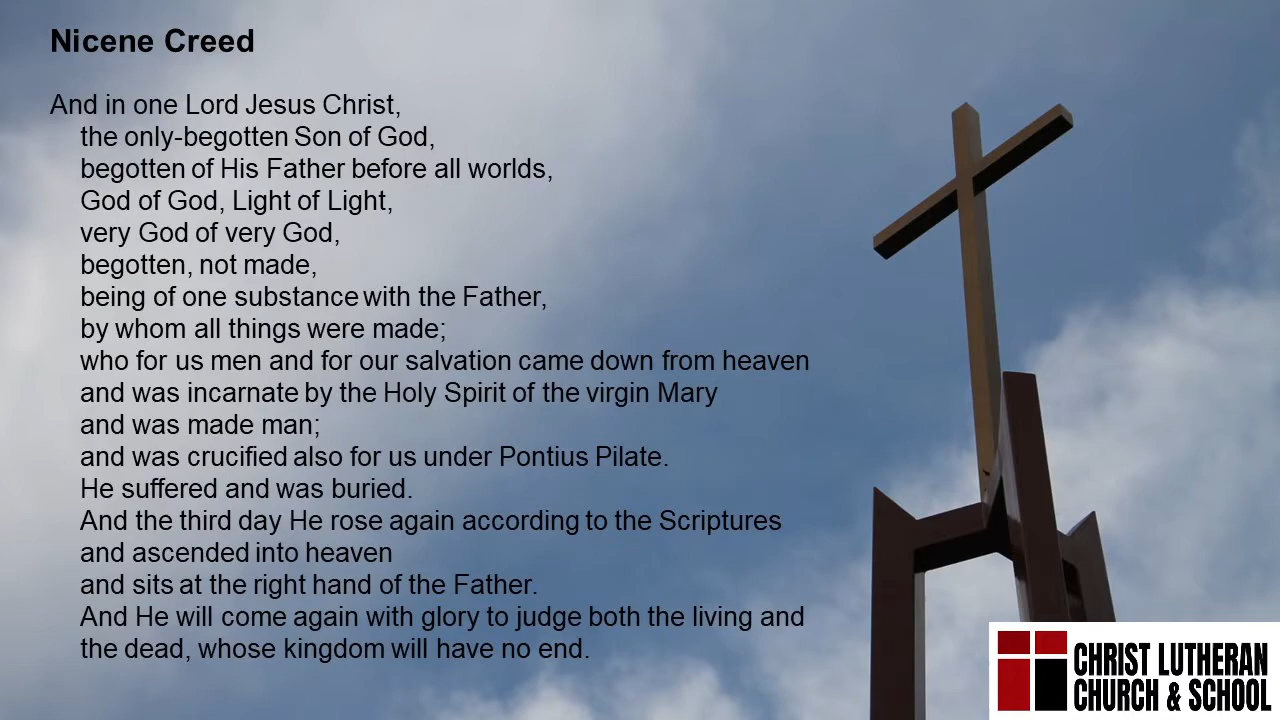 Nicene Creed
And in one Lord Jesus Christ,
the only-begotten Son of God,
begotten of His Father before all worlds,
God of God, Light of Light,
very God of very God,
begotten, not made,
being of one substance with the Father,
by whom all things were made;
who for us men and for our salvation came down from heaven
and was incarnate by the Holy Spirit of the virgin Mary
and was made man;
and was crucified also for us under Pontius Pilate.
He suffered and was buried.
And the third day He rose again according to the Scriptures
and ascended into heaven
and sits at the right hand of the Father.
And He will come again with glory to judge both the living and
the dead, whose kingdom will have no end.
CHRIST LUTHERAN
CHURCH & SCHOOL